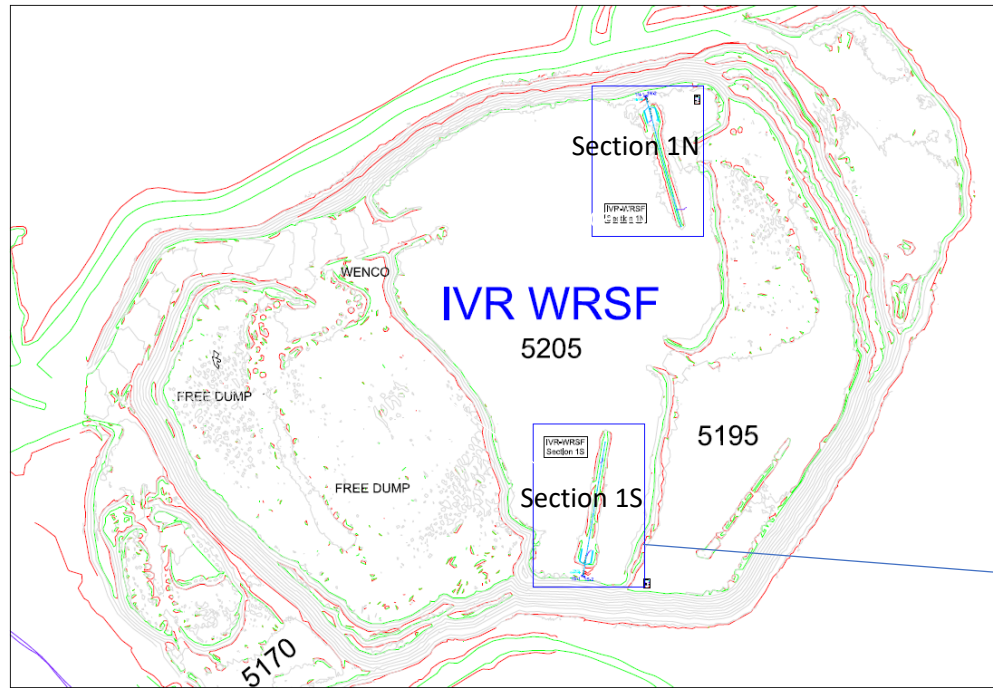 Section 1N
IVR-WRSF
Section 1N
WENCO
IVR WRSF
5205
FREE DUMP
5195
IVR-WRSF
Section 1S
FREE DUMP
Section 1S
5170